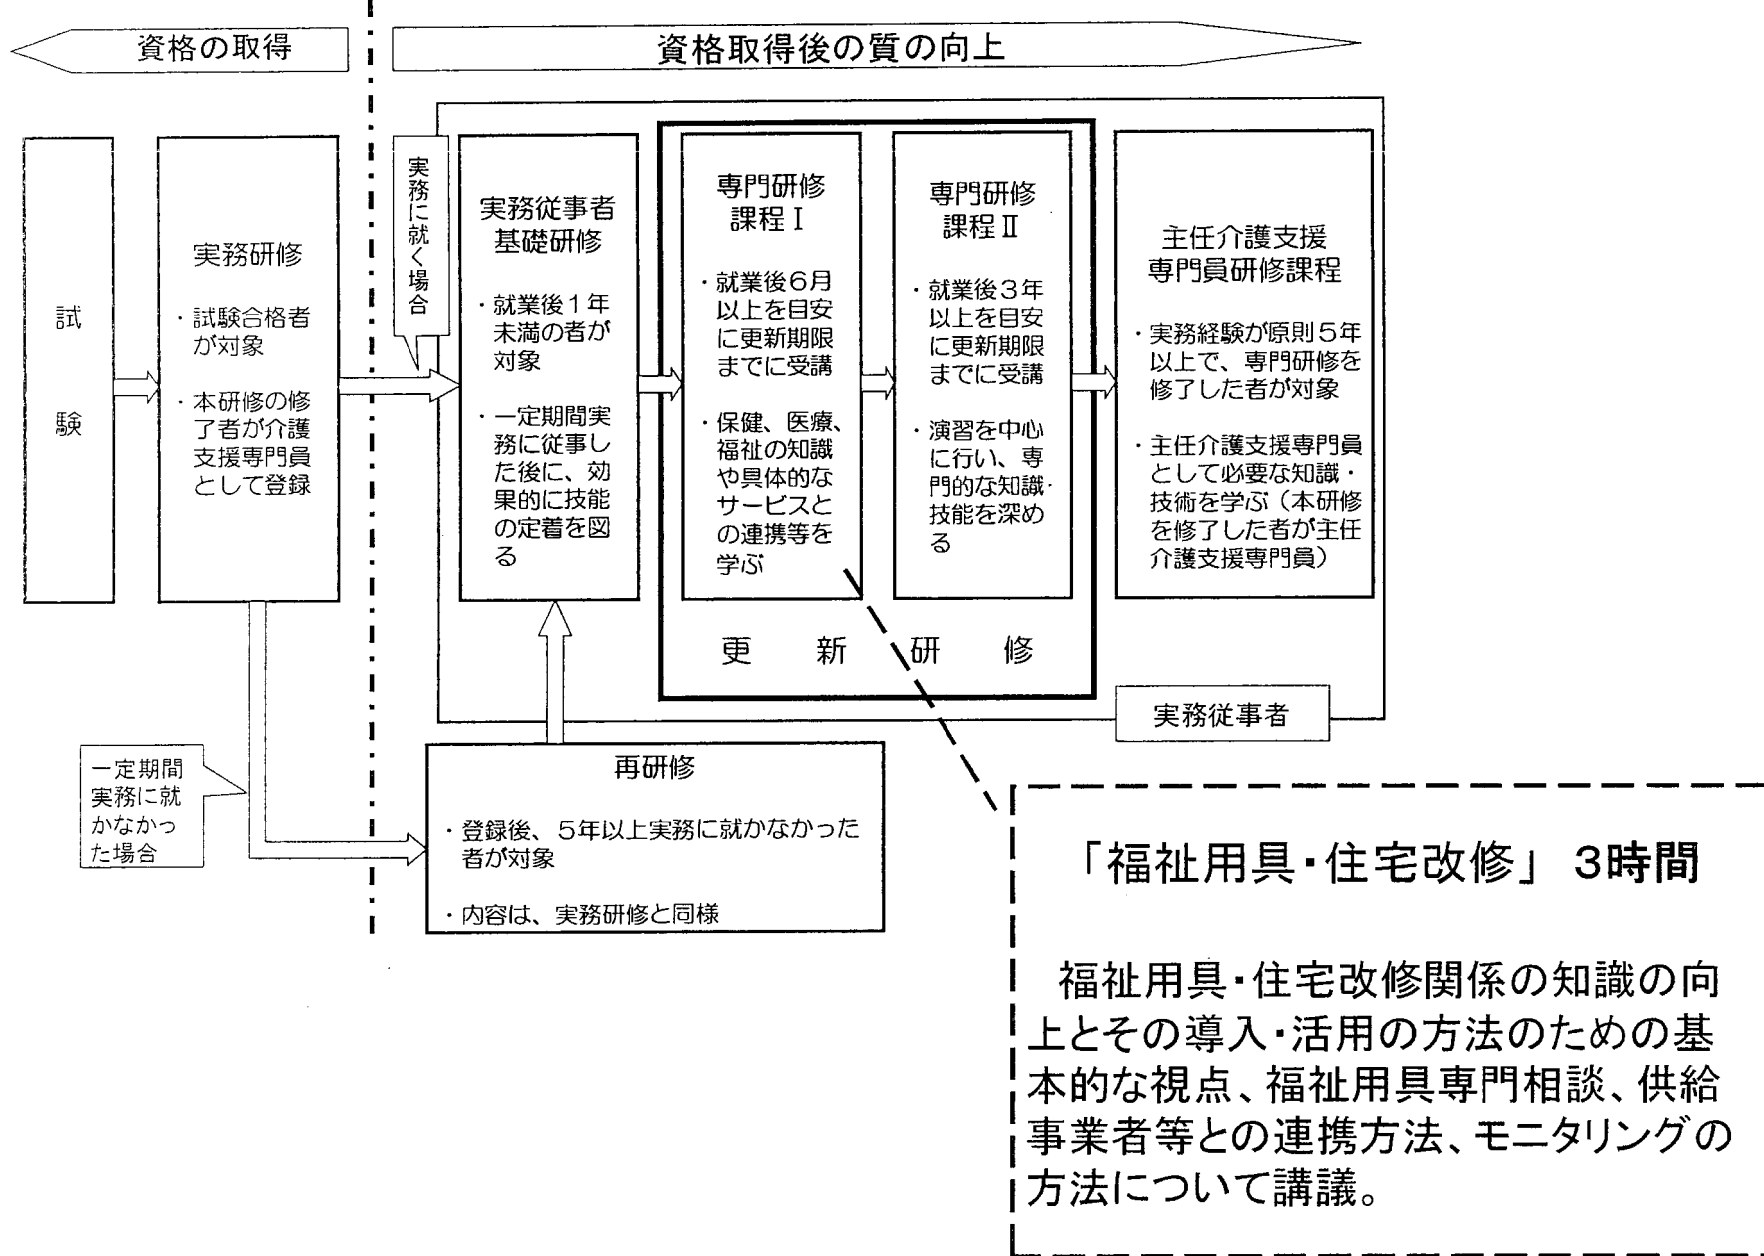 資格の取得
資格取得後の質の向上
試
験
実務研修
・試験合格者
が対象
・本研修の修
了者が介護
支援専門員
として登録
実務に就く場合
実務従事者
基礎研修
・就業後1年
未満の者が
対象
・一定期間実
務に従事し
た後に、効
果的に技能
の定着を図
る
専門研修
課程Ⅰ
・就業後6月
以上を目安
に更新期限
までに受講
・保健、医療、
福祉の知識
や具体的な
サービスと
の連携等を
学ぶ
専門研修
課程Ⅱ
・就業後3年
以上を目安
に更新期限
までに受講
・演習を中心
に行い、専
門的な知識・
技能を深め
る
更新研修
主任介護支援
専門員研修課程
・実務経験が原則5年
以上で、専門研修を
修了した者が対象
・主任介護支援専門員
として必要な知識・
技術を学ぶ（本研修
を修了した者が主任
介護支援専門員）
実務従事者
一定期間
実務に就
かなかっ
た場合
再研修
・登録後、5年以上実務に就かなかった
者が対象
・内容は、実務研修と同様
「福祉用具・住宅改修」 3時間
福祉用具・住宅改修関係の知識の向
上とその導入・活用の方法のための基
本的な視点、福祉用具専門相談、供給
事業者等との連携方法、モニタリングの
方法について講議。